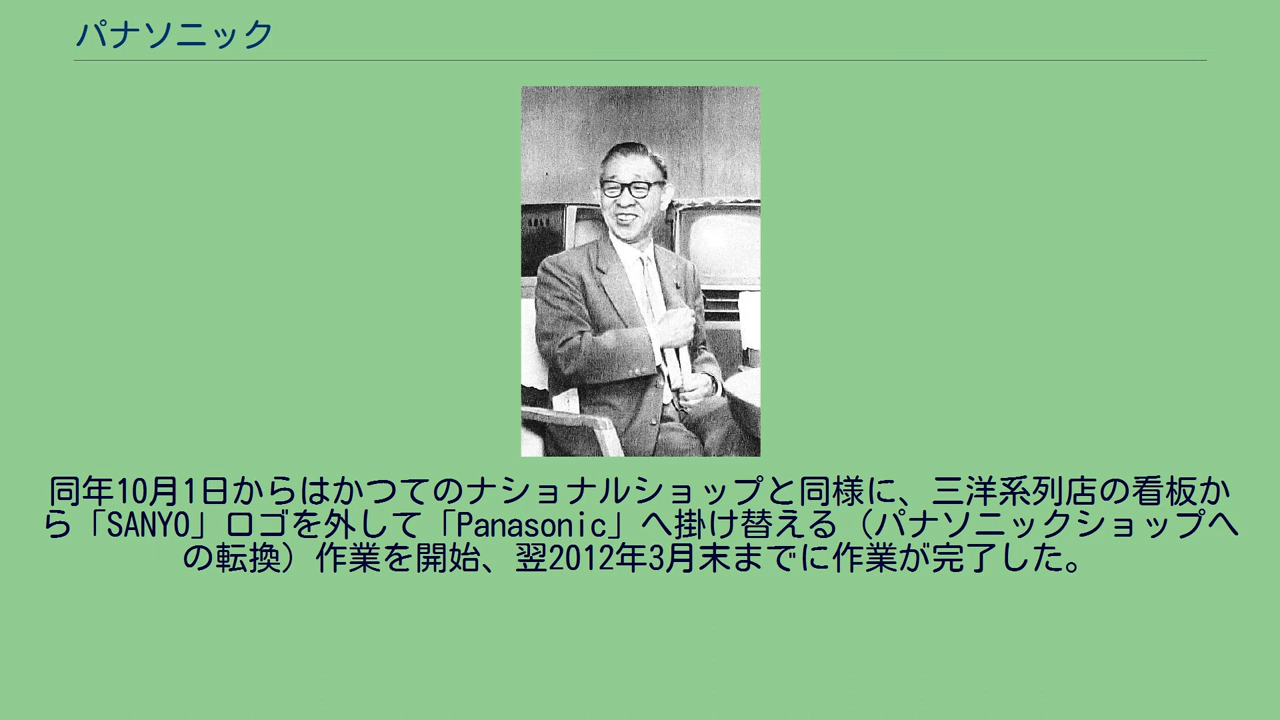 パナソニック
同年10月1日からはかつてのナショナルショップと同様に、三洋系列店の看板か
ら「SANYO」ロゴを外して「Panasonic」へ掛け替える（パナソニックショップへ
の転換）作業を開始、翌2012年3月末までに作業が完了した。